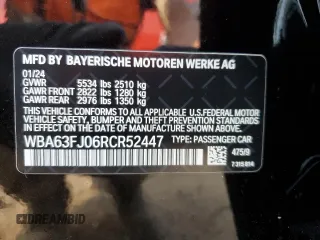 MFD BY BAYERISCHE MOTOREN WERKE AG
01/24
GVWR 5534 lbs 2510 kg
GAWR FRONT 2822 lbs 1280 kg
GAWR REAR 2976 lbs 1350 kg
THIS VEHICLE CONFORMS TO ALL APPLICABLE U.S. FEDERAL MOTOR
VEHICLE SAFETY, BUMPER AND THEFT PREVENTION STANDARDS IN
EFFECT ON THE DATE OF MANUFACTURE SHOWN ABOVE.
WBA63FJ06RCR52447 TYPE: PASSENGER CAR
475/9